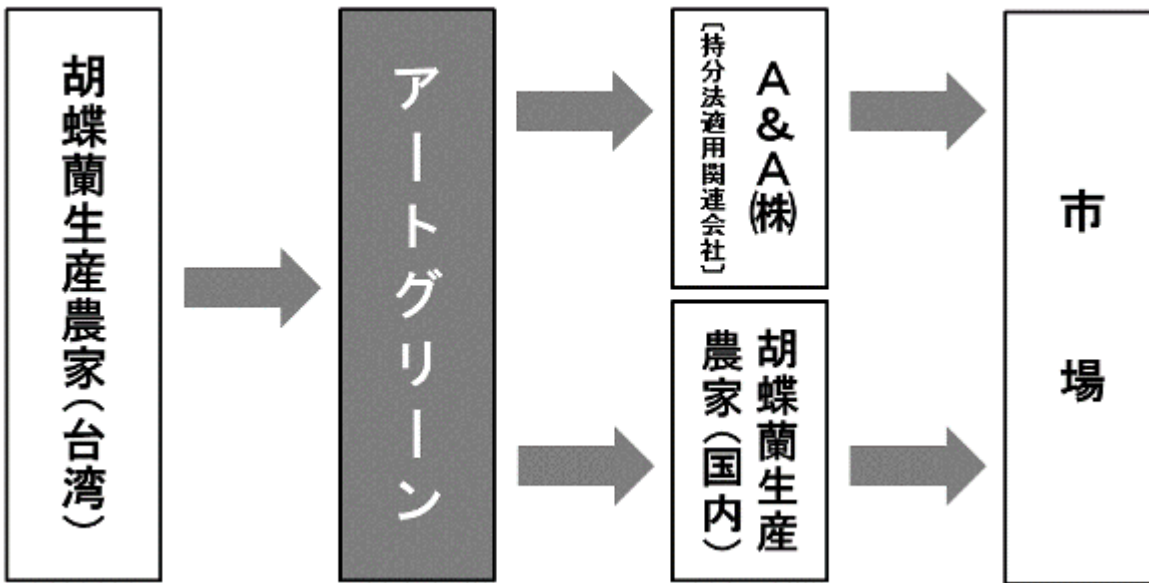 胡蝶蘭生産農家(台湾)
アートグリーン
A&A㈱
〔持分法適用関連会社〕
胡蝶蘭生産
農家(国内)
市場